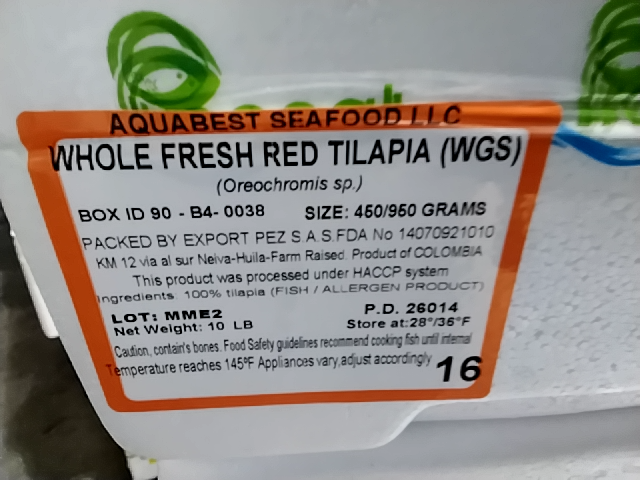 AQUABEST SEAFOOD LLC
WHOLE FRESH RED TILAPIA (WGS)
(Oreochromis sp.)
BOX ID 90 - B4- 0038 SIZE: 450/950 GRAMS
PACKED BY EXPORT PEZ S.A.S.FDA No 14070921010
KM 12 via al sur Neiva-Huila-Farm Raised. Product of COLOMBIA
This product was processed under HACCP system
Ingredients: 100% tilapia (FISH / ALLERGEN PRODUCT)
LOT: MME2 P.D. 26014
Net Weight: 10 LB Store at:28°/36°F
Caution, contain's bones. Food Safety guidelines recommend cooking fish until internal
Temperature reaches 145ºF Appliances vary,adjust accordingly 16